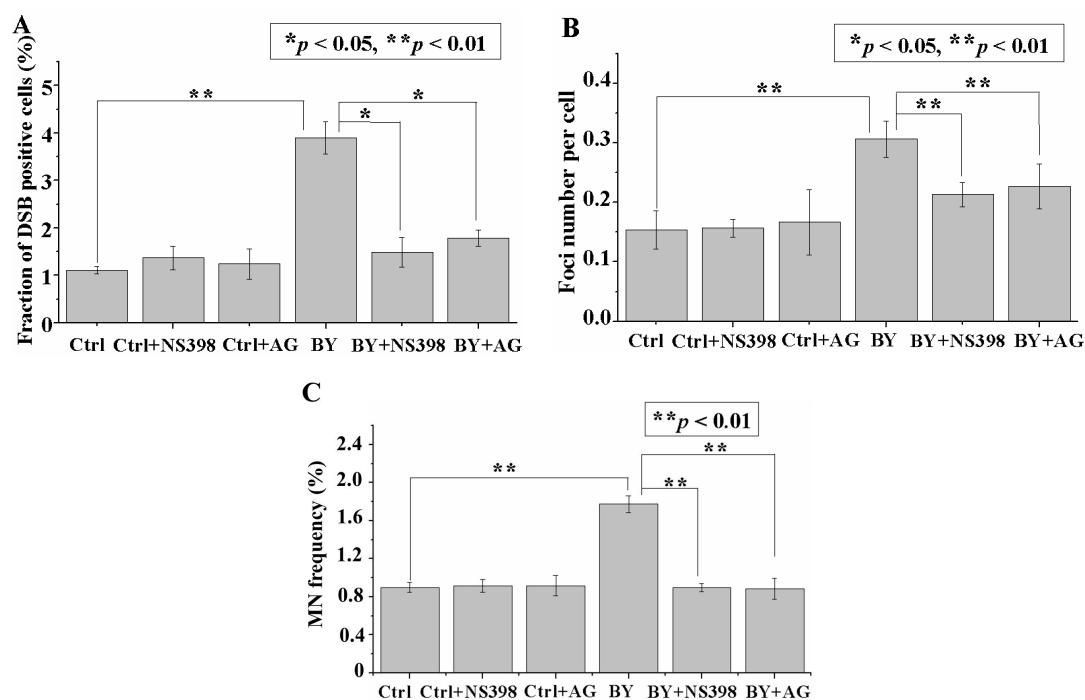 A
*p < 0.05, **p < 0.01
Fraction of DSB positive cells (%)
5
4
3
2
1
0
**
*
*
Ctrl Ctrl+NS398 Ctrl+AG BY BY+NS398 BY+AG
B
*p < 0.05, **p < 0.01
Foci number per cell
0.4
0.3
0.2
0.1
0.0
**
**
**
Ctrl Ctrl+NS398 Ctrl+AG BY BY+NS398 BY+AG
C
**p < 0.01
MN frequency (%)
2.4
2.0
1.6
1.2
0.8
0.4
0
**
**
**
Ctrl Ctrl+NS398 Ctrl+AG BY BY+NS398 BY+AG